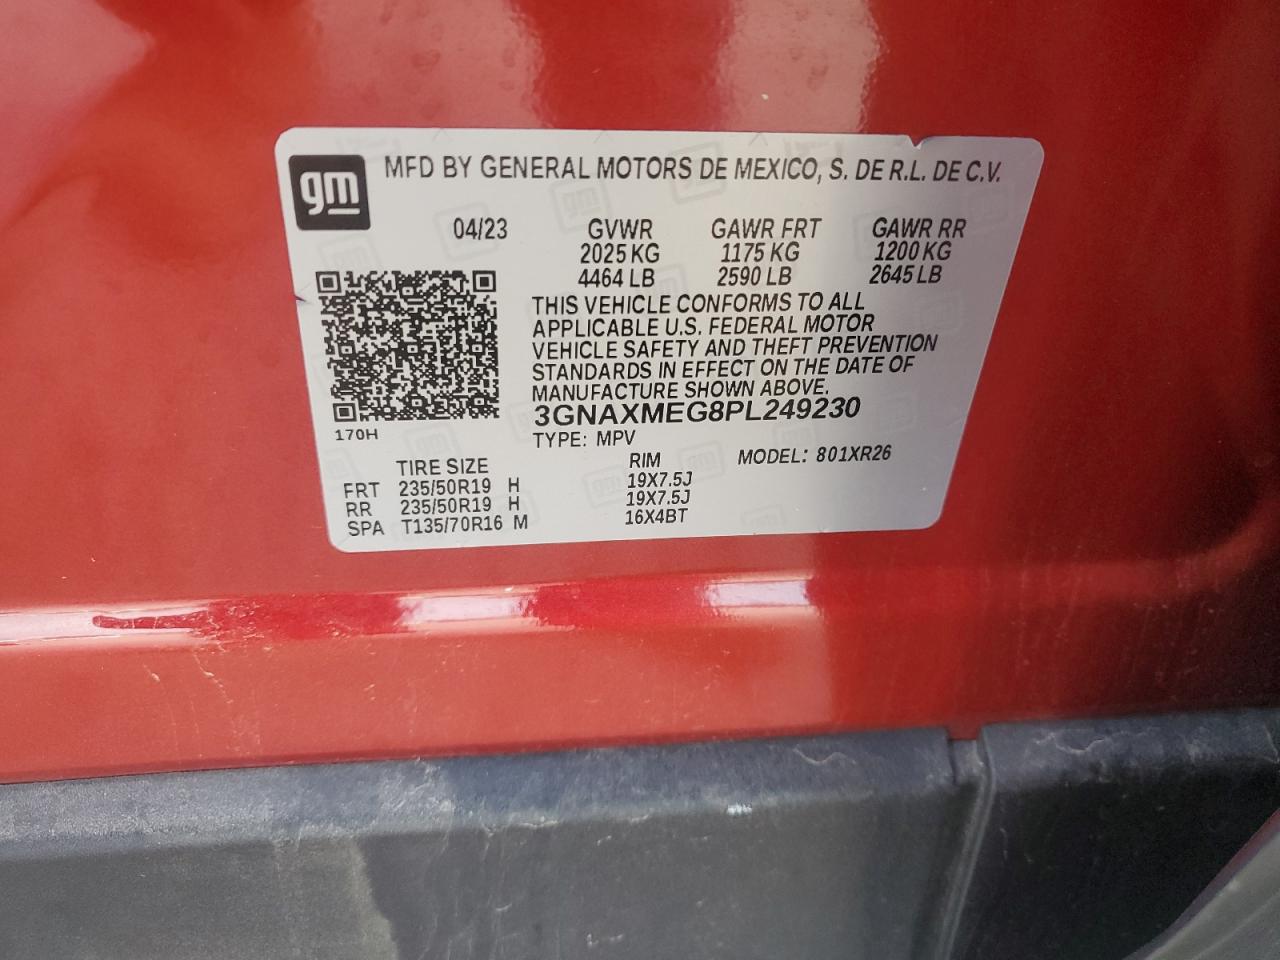 gm
MFD BY GENERAL MOTORS DE MEXICO, S. DE R.L. DE C.V.
04/23 GVWR GAWR FRT GAWR RR
2025 KG 1175 KG 1200 KG
4464 LB 2590 LB 2645 LB
THIS VEHICLE CONFORMS TO ALL
APPLICABLE U.S. FEDERAL MOTOR
VEHICLE SAFETY AND THEFT PREVENTION
STANDARDS IN EFFECT ON THE DATE OF
MANUFACTURE SHOWN ABOVE.
3GNAXMEG8PL249230
170H
TYPE: MPV
MODEL: 801XR26
TIRE SIZE RIM
FRT 235/50R19 H 19X7.5J
RR 235/50R19 H 19X7.5J
SPA T135/70R16 M 16X4BT